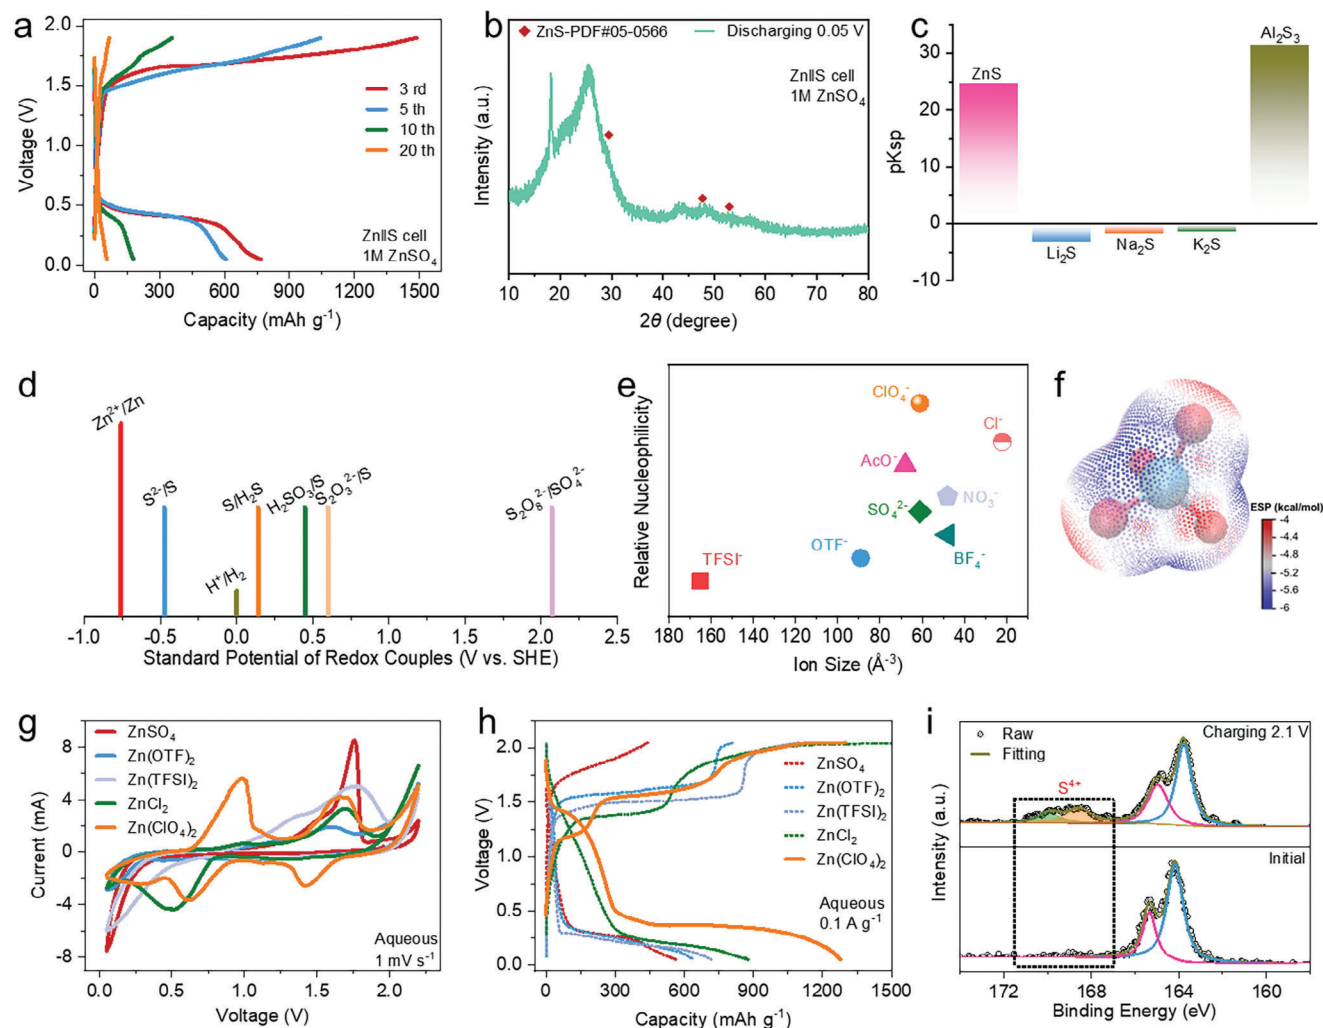 a
Voltage (V)
2.0
1.5
1.0
0.5
0.0
3 rd
5 th
10 th
20 th
Zn||S cell
1M ZnSO₄
0 300 600 900 1200 1500
Capacity (mAh g⁻¹)
b
Intensity (a.u.)
ZnS-PDF#05-0566 Discharging 0.05 V
Zn||S cell
1M ZnSO₄
10 20 30 40 50 60 70 80
2θ (degree)
c
pKsp
30
20
10
0
-10
ZnS
Li₂S
Na₂S
K₂S
Al₂S₃
d
Zn²⁺/Zn
S²⁻/S
H⁺/H₂
S/H₂S
H₂SO₃/S
S₂O₃²⁻/S
S₂O₈²⁻/SO₄²⁻
-1.0 -0.5 0.0 0.5 1.0 1.5 2.0 2.5
Standard Potential of Redox Couples (V vs. SHE)
e
Relative Nucleophilicity
ClO₄⁻
Cl⁻
AcO⁻
NO₃⁻
SO₄²⁻
OTF⁻
BF₄⁻
TFSI⁻
180 160 140 120 100 80 60 40 20
Ion Size (Å⁻³)
f
ESP (kcal/mol)
-4
-4.4
-4.8
-5.2
-5.6
-6
g
Current (mA)
8
4
0
-4
-8
ZnSO₄
Zn(OTF)₂
Zn(TFSI)₂
ZnCl₂
Zn(ClO₄)₂
Aqueous
1 mV s⁻¹
0.0 0.5 1.0 1.5 2.0
Voltage (V)
h
Voltage (V)
2.0
1.5
1.0
0.5
0.0
ZnSO₄
Zn(OTF)₂
Zn(TFSI)₂
ZnCl₂
Zn(ClO₄)₂
Aqueous
0.1 A g⁻¹
0 300 600 900 1200 1500
Capacity (mAh g⁻¹)
i
Intensity (a.u.)
Raw
Fitting
Charging 2.1 V
S⁴⁺
Initial
172 168 164 160
Binding Energy (eV)